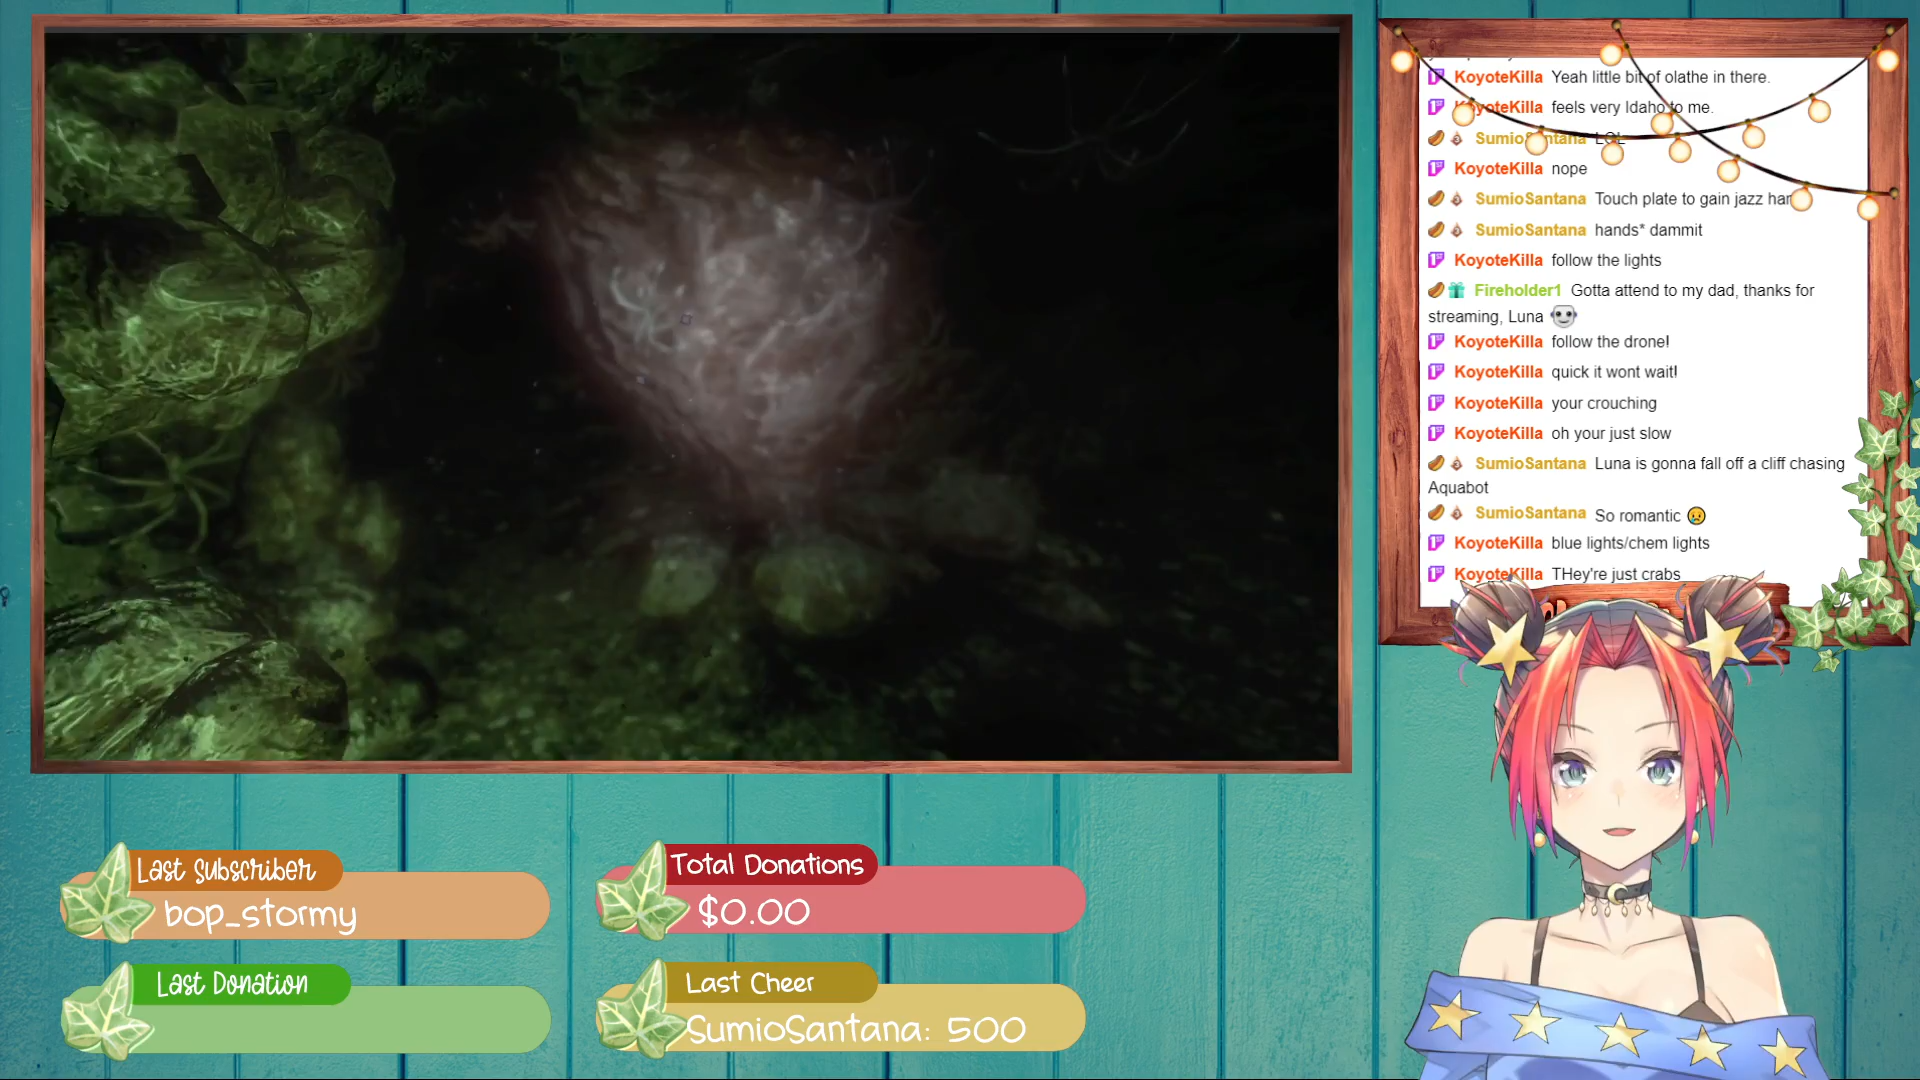 KoyoteKilla Yeah little bit of olathe in there.
KoyoteKilla feels very Idaho to me.
SumioSantana LOL
KoyoteKilla nope
SumioSantana Touch plate to gain jazz har
SumioSantana hands* dammit
KoyoteKilla follow the lights
Fireholder1 Gotta attend to my dad, thanks for
streaming, Luna
KoyoteKilla follow the drone!
KoyoteKilla quick it wont wait!
KoyoteKilla your crouching
KoyoteKilla oh your just slow
SumioSantana Luna is gonna fall off a cliff chasing
Aquabot
SumioSantana So romantic
KoyoteKilla blue lights/chem lights
KoyoteKilla THey're just crabs
Last Subscriber
bop_stormy
Total Donations
$0.00
Last Donation
Last Cheer
SumioSantana: 500